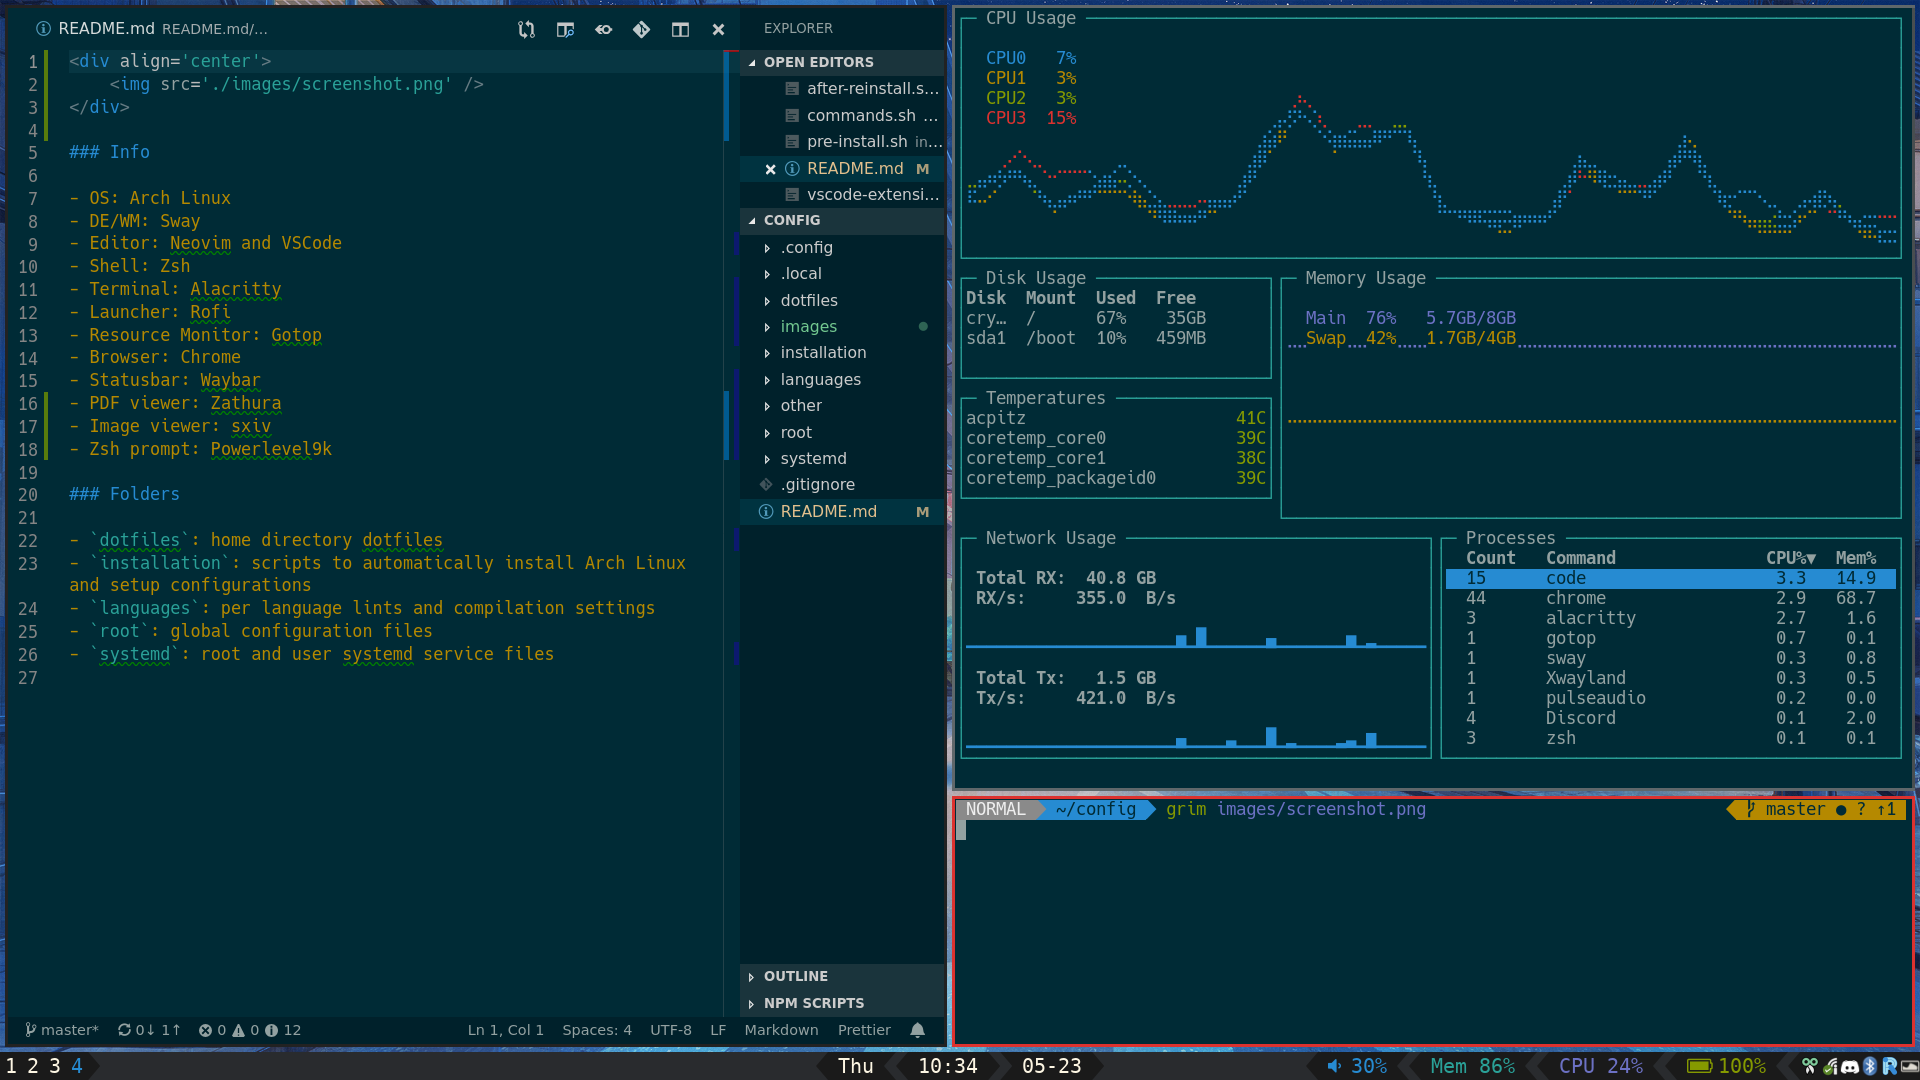 README.md README.md/...
1 <div align='center'>
2 <img src='./images/screenshot.png' />
3 </div>
4
5 ### Info
6
7 - OS: Arch Linux
8 - DE/WM: Sway
9 - Editor: Neovim and VSCode
10 - Shell: Zsh
11 - Terminal: Alacritty
12 - Launcher: Rofi
13 - Resource Monitor: Gotop
14 - Browser: Chrome
15 - Statusbar: Waybar
16 - PDF viewer: Zathura
17 - Image viewer: sxiv
18 - Zsh prompt: Powerlevel9k
19
20 ### Folders
21
22 - `dotfiles`: home directory dotfiles
23 - `installation`: scripts to automatically install Arch Linux
and setup configurations
24 - `languages`: per language lints and compilation settings
25 - `root`: global configuration files
26 - `systemd`: root and user systemd service files
27
master* 0↓ 1↑ 0 0 12
Ln 1, Col 1 Spaces: 4 UTF-8 LF Markdown Prettier
EXPLORER
OPEN EDITORS
after-reinstall.s...
commands.sh ...
pre-install.sh in...
README.md M
vscode-extensi...
CONFIG
.config
.local
dotfiles
images
installation
languages
other
root
systemd
.gitignore
README.md M
OUTLINE
NPM SCRIPTS
CPU Usage
CPU0 7%
CPU1 3%
CPU2 3%
CPU3 15%
Disk Usage
Disk Mount Used Free
cry… / 67% 35GB
sda1 /boot 10% 459MB
Memory Usage
Main 76% 5.7GB/8GB
Swap 42% 1.7GB/4GB
Temperatures
acpitz 41C
coretemp_core0 39C
coretemp_core1 38C
coretemp_packageid0 39C
Network Usage
Total RX: 40.8 GB
RX/s: 355.0 B/s
Total Tx: 1.5 GB
Tx/s: 421.0 B/s
Processes
Count Command CPU%▼ Mem%
15 code 3.3 14.9
44 chrome 2.9 68.7
3 alacritty 2.7 1.6
1 gotop 0.7 0.1
1 sway 0.3 0.8
1 Xwayland 0.3 0.5
1 pulseaudio 0.2 0.0
4 Discord 0.1 2.0
3 zsh 0.1 0.1
NORMAL ~/config grim images/screenshot.png master ● ? ↑1
1 2 3 4
Thu 10:34 05-23
30% Mem 86% CPU 24% 100%